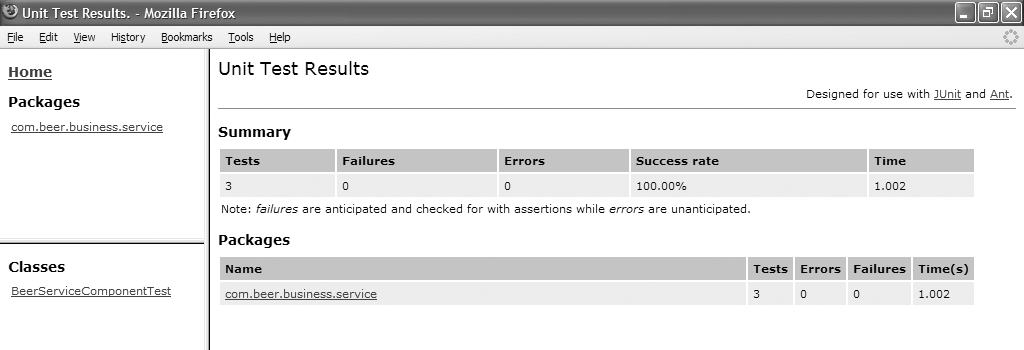 Unit Test Results. - Mozilla Firefox
File Edit View History Bookmarks Tools Help
Home
Packages
com.beer.business.service
Classes
BeerServiceComponentTest
Unit Test Results
Designed for use with JUnit and Ant.
Summary
Tests Failures Errors Success rate Time
3 0 0 100.00% 1.002
Note: failures are anticipated and checked for with assertions while errors are unanticipated.
Packages
Name Tests Errors Failures Time(s)
com.beer.business.service 3 0 0 1.002